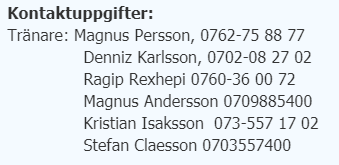 Kontaktuppgifter:
Tränare: Magnus Persson, 0762-75 88 77
Denniz Karlsson, 0702-08 27 02
Ragip Rexhepi 0760-36 00 72
Magnus Andersson 0709885400
Kristian Isaksson  073-557 17 02
Stefan Claesson 0703557400